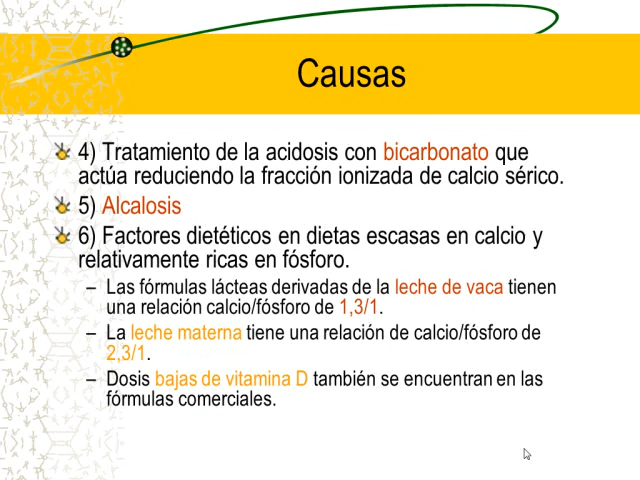 Causas
4) Tratamiento de la acidosis con bicarbonato que
actúa reduciendo la fracción ionizada de calcio sérico.
5) Alcalosis
6) Factores dietéticos en dietas escasas en calcio y
relativamente ricas en fósforo.
– Las fórmulas lácteas derivadas de la leche de vaca tienen
una relación calcio/fósforo de 1,3/1.
– La leche materna tiene una relación de calcio/fósforo de
2,3/1.
– Dosis bajas de vitamina D también se encuentran en las
fórmulas comerciales.